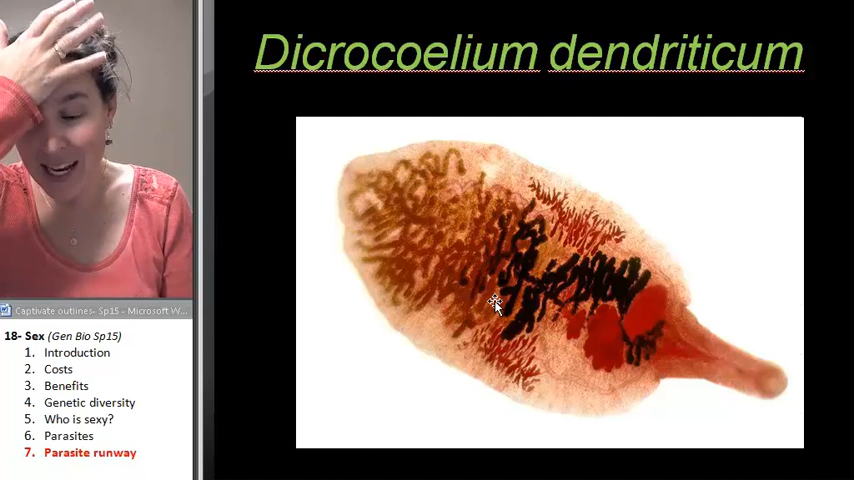 Dicrocoelium dendriticum
Captivate outlines- Sp15 - Microsoft W...
18- Sex (Gen Bio Sp15)
1. Introduction
2. Costs
3. Benefits
4. Genetic diversity
5. Who is sexy?
6. Parasites
7. Parasite runway